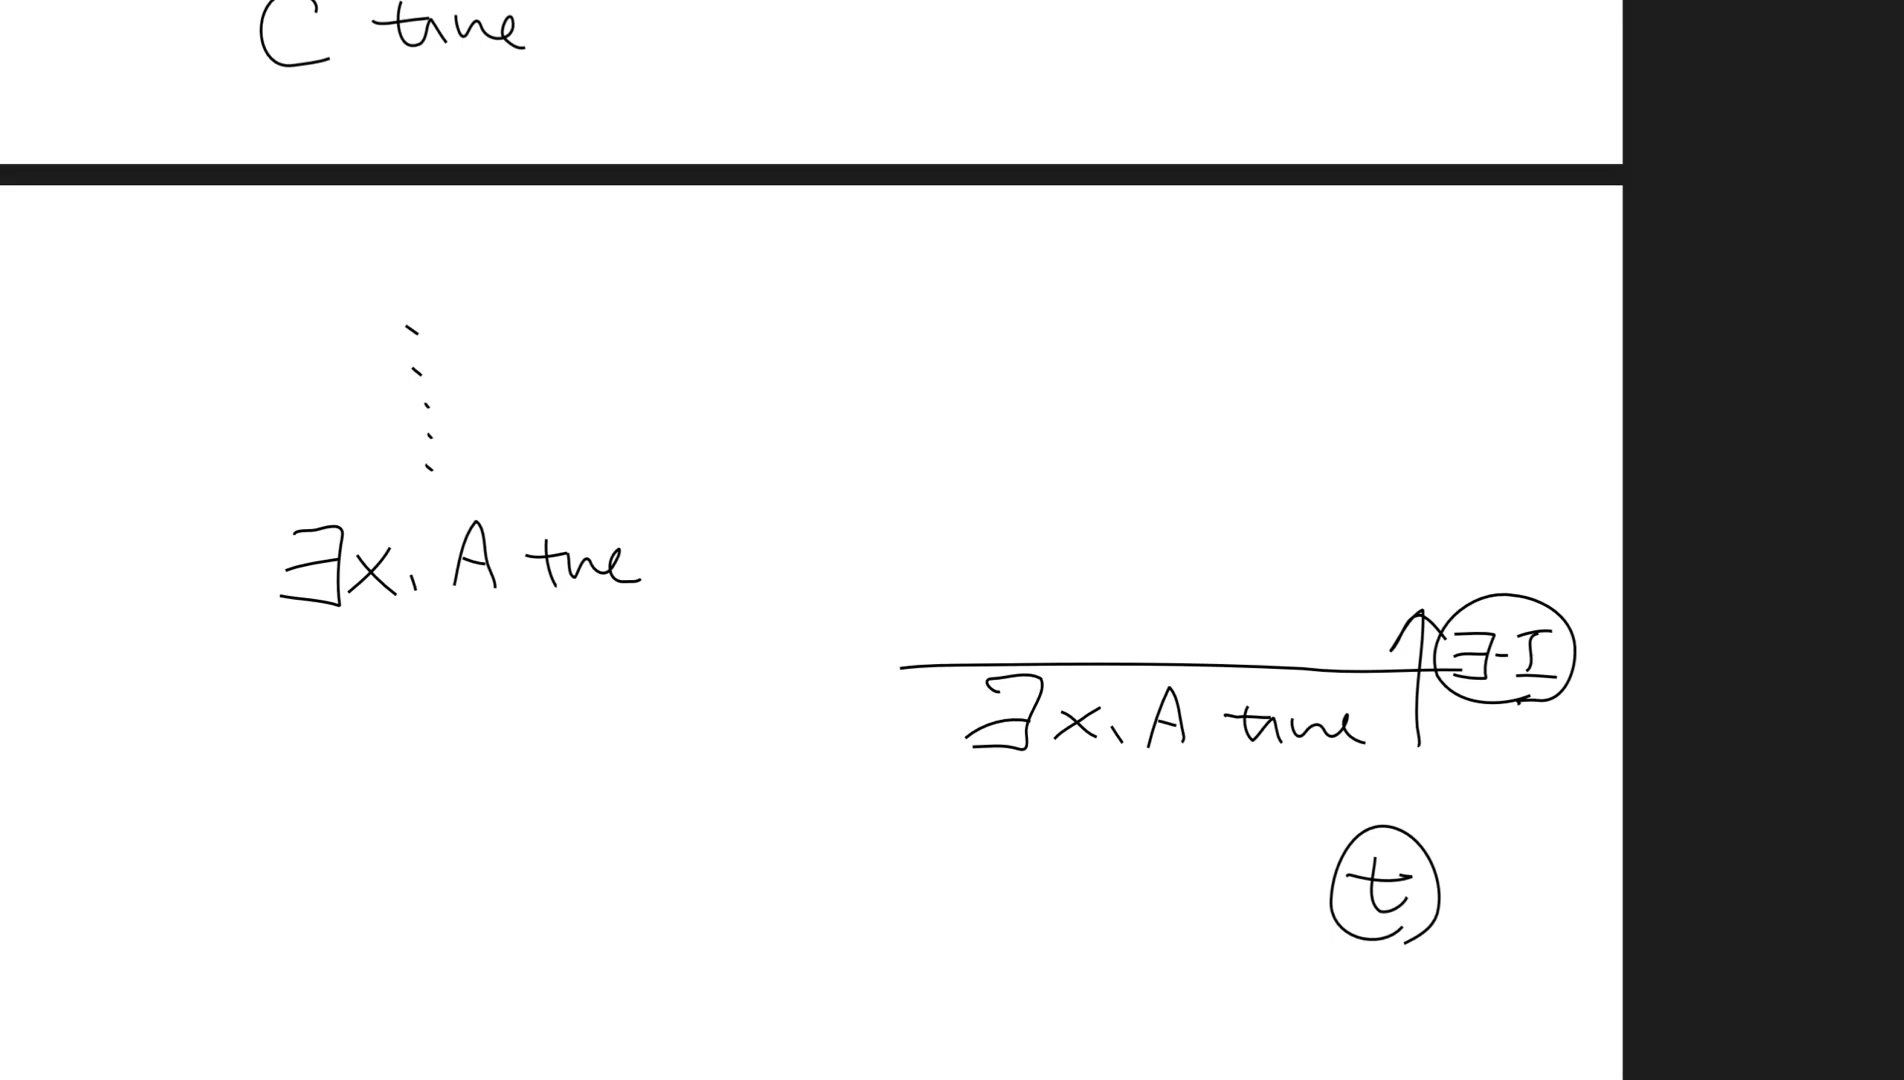 C true
∃x. A true
∃-I
∃x. A true
t